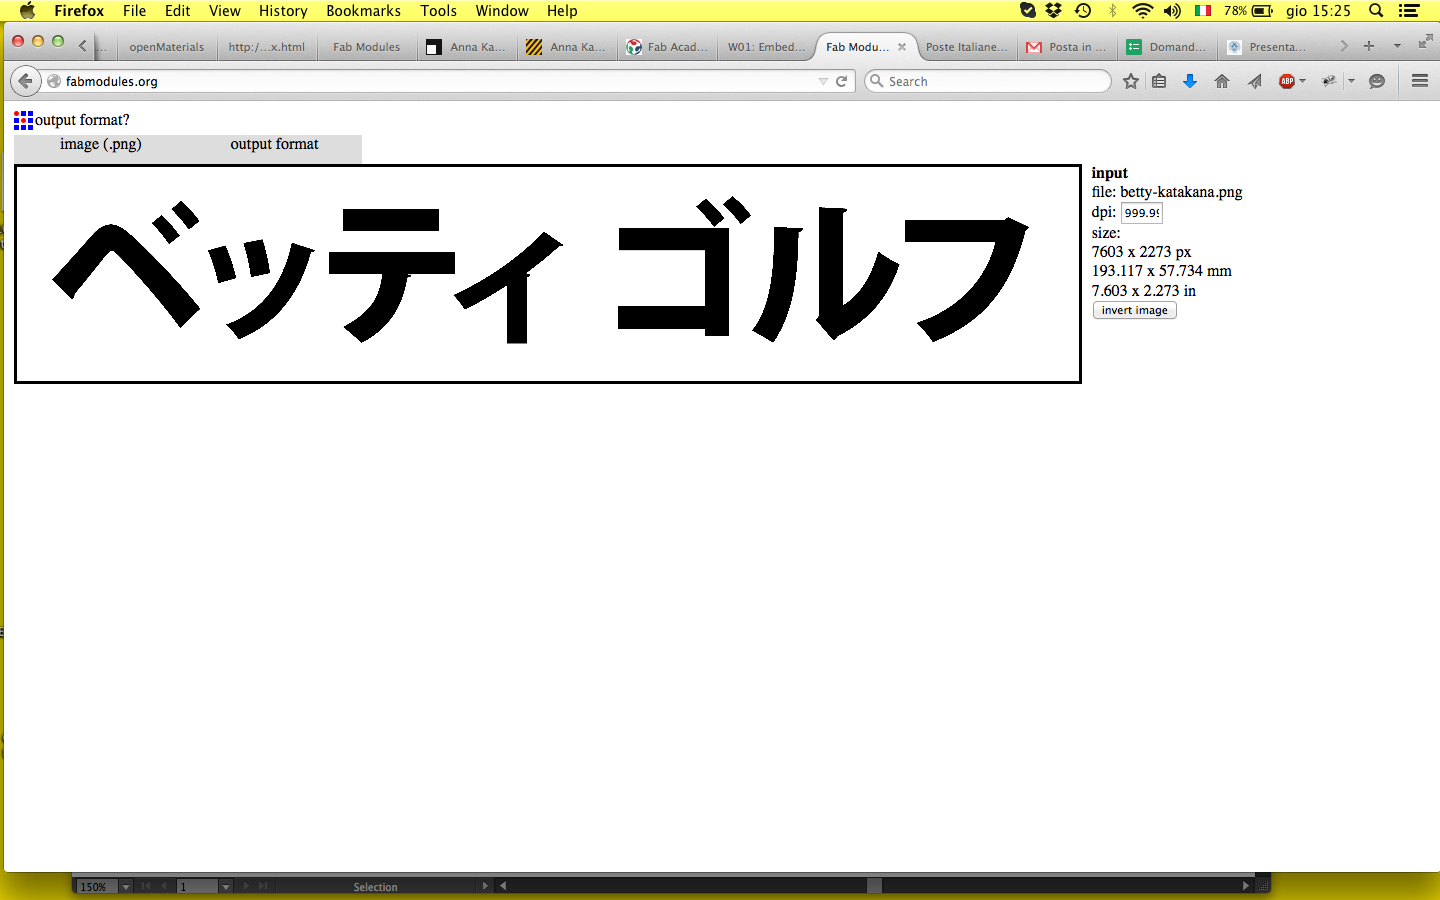 Firefox File Edit View History Bookmarks Tools Window Help 78% gio 15:25
... openMaterials http:/...x.html Fab Modules Anna Ka... Anna Ka... Fab Acad... W01: Embed... Fab Modu... Poste Italiane... Posta in ... Domand... Presenta...
fabmodules.org Search ABP
output format?
image (.png) output format
ベッティ ゴルフ
input
file: betty-katakana.png
dpi: 999.99
size:
7603 x 2273 px
193.117 x 57.734 mm
7.603 x 2.273 in
invert image
150% 1 Selection